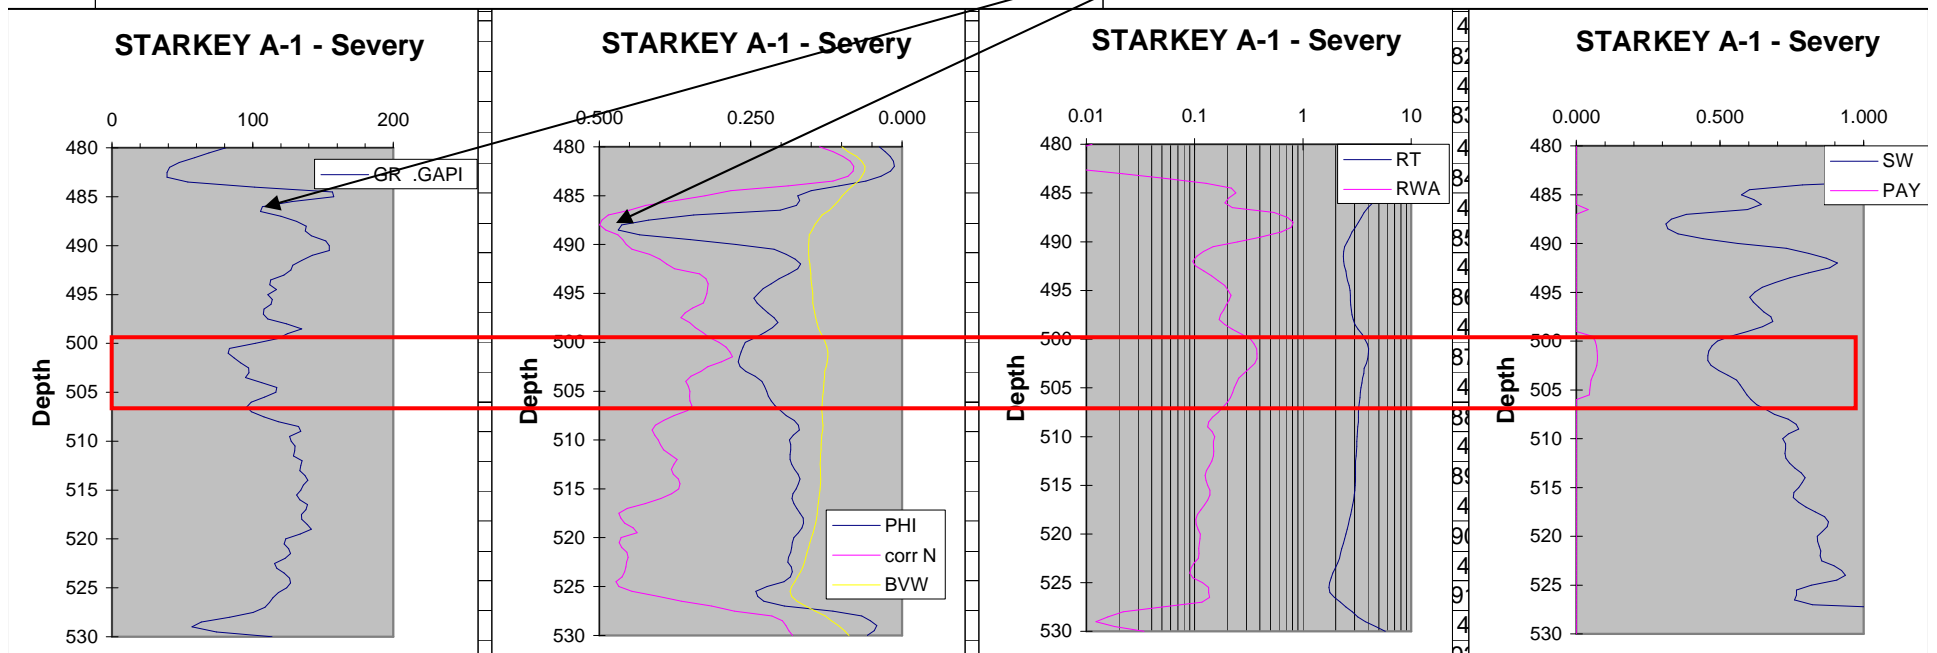 STARKEY A-1 - Severy
0 100 200
480
485
490
495
500
505
510
515
520
525
530
Depth
GR .GAPI
STARKEY A-1 - Severy
0.500 0.250 0.000
480
485
490
495
500
505
510
515
520
525
530
Depth
PHI
corr N
BVW
STARKEY A-1 - Severy
0.01 0.1 1 10
480
485
490
495
500
505
510
515
520
525
530
Depth
RT
RWA
STARKEY A-1 - Severy
0.000 0.500 1.000
480
485
490
495
500
505
510
515
520
525
530
Depth
SW
PAY